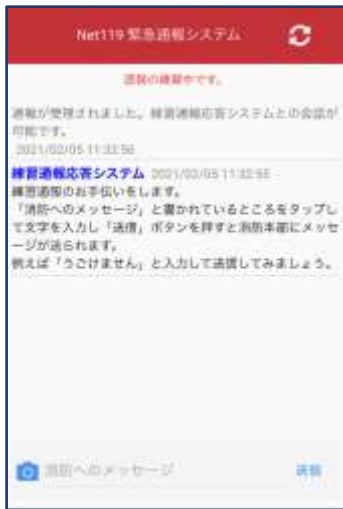 Net119 緊急通報システム
通報の練習中です。
通報が受理されました。練習通報応答システムとの会話が
可能です。
2021/02/05 11:32:56
練習通報応答システム 2021/02/05 11:32:56
練習通報のお手伝いをします。
「消防へのメッセージ」と書かれているところをタップし
て文字を入力し「送信」ボタンを押すと消防本部にメッセ
ージが送られます。
例えば「うごけません」と入力して送信してみましょう。
消防へのメッセージ
送信